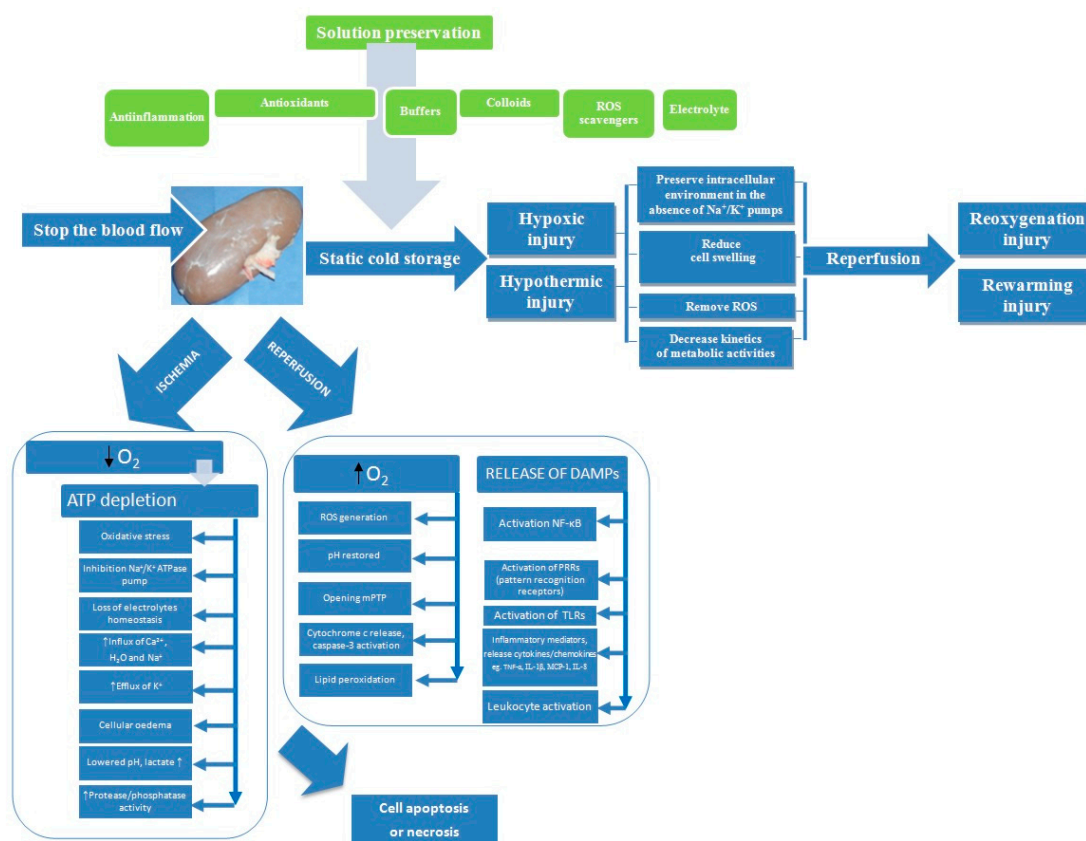 Solution preservation
Antiinflammation
Antioxidants
Buffers
Colloids
ROS
scavengers
Electrolyte
Stop the blood flow
Static cold storage
Hypoxic
injury
Hypothermic
injury
Preserve intracellular
environment in the
absence of Na⁺/K⁺ pumps
Reduce
cell swelling
Remove ROS
Decrease kinetics
of metabolic activities
Reperfusion
Reoxygenation
injury
Rewarming
injury
ISCHEMIA
REPERFUSION
↓O₂
ATP depletion
Oxidative stress
Inhibition Na⁺/K⁺ ATPase
pump
Loss of electrolytes
homeostasis
↑Influx of Ca²⁺,
H₂O and Na⁺
↑Efflux of K⁺
Cellular oedema
Lowered pH, lactate ↑
↑Protease/phosphatase
activity
↑O₂
ROS generation
pH restored
Opening mPTP
Cytochrome c release,
caspase-3 activation
Lipid peroxidation
RELEASE OF DAMPs
Activation NF-κB
Activation of PRRs
(pattern recognition
receptors)
Activation of TLRs
Inflammatory mediators,
release cytokines/chemokines
eg. TNF-α, IL-1β, MCP-1, IL-8
Leukocyte activation
Cell apoptosis
or necrosis